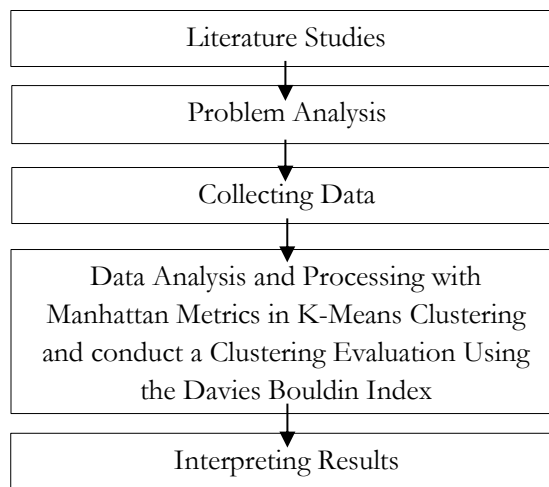 Literature Studies
Problem Analysis
Collecting Data
Data Analysis and Processing with
Manhattan Metrics in K-Means Clustering
and conduct a Clustering Evaluation Using
the Davies Bouldin Index
Interpreting Results